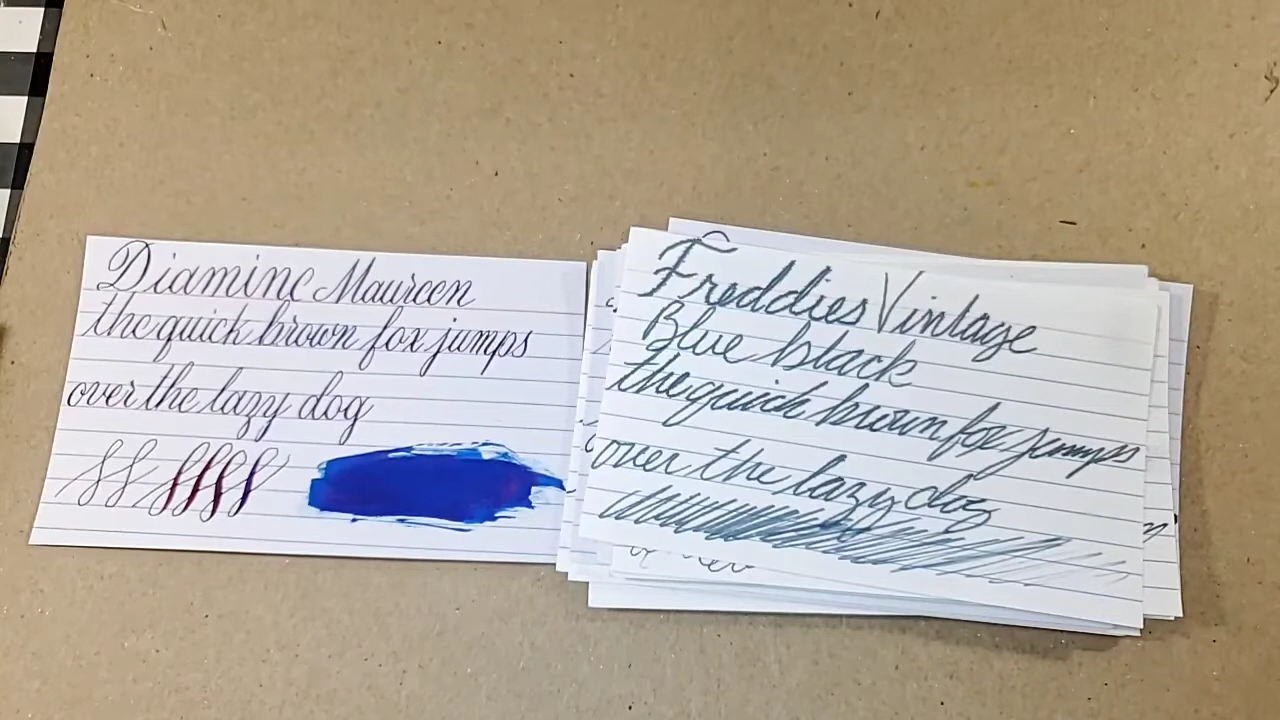 Diamine Maureen
the quick brown fox jumps
over the lazy dog
Freddies Vintage
Blue black
the quick brown fox jumps
over the lazy dog